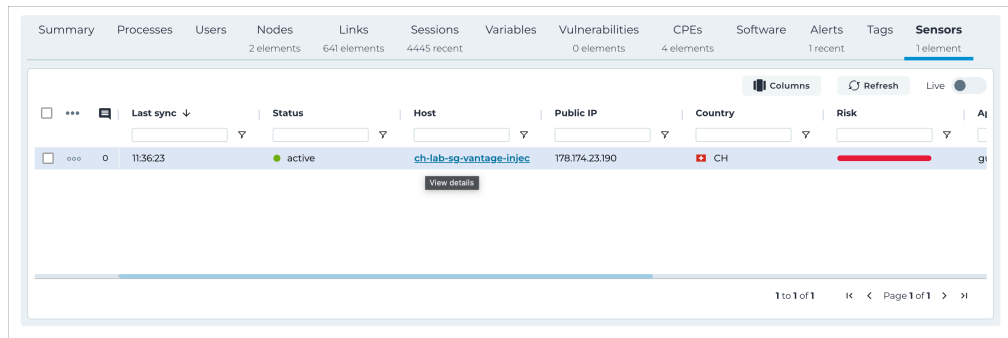 Summary Processes Users Nodes Links Sessions Variables Vulnerabilities CPEs Software Alerts Tags Sensors
2 elements 641 elements 4445 recent 0 elements 4 elements 1 recent 1 element
Columns Refresh Live
Last sync Status Host Public IP Country Risk
0 11:36:23 active ch-lab-sg-vantage-injec 178.174.23.190 CH
View details
1 to 1 of 1 Page 1 of 1